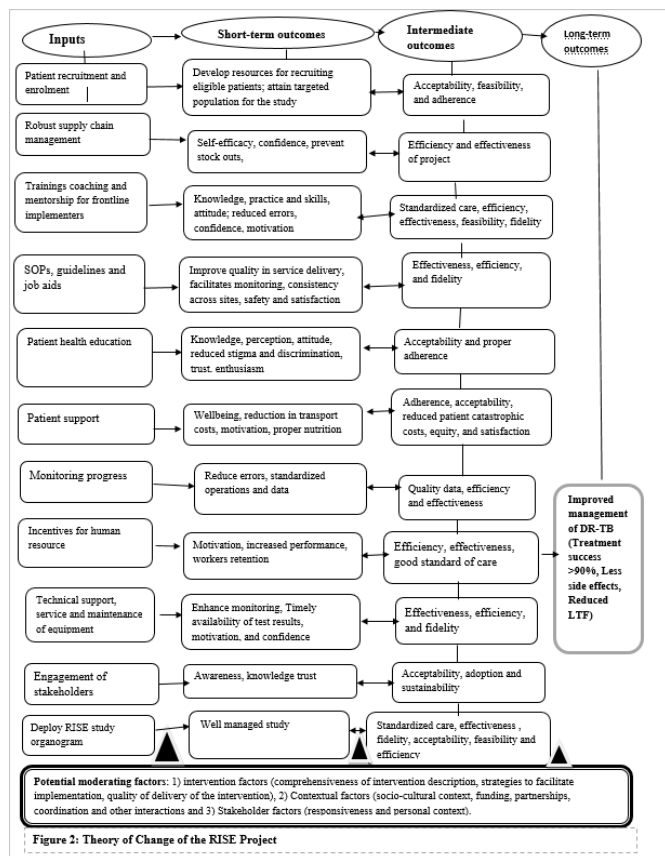 Inputs
Short-term outcomes
Intermediate
outcomes
Long-term
outcomes
Patient recruitment and
enrolment
Develop resources for recruiting
eligible patients; attain targeted
population for the study
Acceptability, feasibility,
and adherence
Robust supply chain
management
Self-efficacy, confidence, prevent
stock outs,
Efficiency and effectiveness
of project
Trainings coaching and
mentorship for frontline
implementers
Knowledge, practice and skills,
attitude; reduced errors,
confidence, motivation
Standardized care, efficiency,
effectiveness, feasibility, fidelity
SOPs, guidelines and
job aids
Improve quality in service delivery,
facilitates monitoring, consistency
across sites, safety and satisfaction
Effectiveness, efficiency,
and fidelity
Patient health education
Knowledge, perception, attitude,
reduced stigma and discrimination,
trust, enthusiasm
Acceptability and proper
adherence
Patient support
Wellbeing, reduction in transport
costs, motivation, proper nutrition
Adherence, acceptability,
reduced patient catastrophic
costs, equity, and satisfaction
Monitoring progress
Reduce errors, standardized
operations and data
Quality data, efficiency
and effectiveness
Incentives for human
resource
Motivation, increased performance,
workers retention
Efficiency, effectiveness,
good standard of care
Improved
management
of DR-TB
(Treatment
success
>90%, Less
side effects,
Reduced
LTF)
Technical support,
service and maintenance
of equipment
Enhance monitoring, Timely
availability of test results,
motivation, and confidence
Effectiveness, efficiency,
and fidelity
Engagement of
stakeholders
Awareness, knowledge trust
Acceptability, adoption and
sustainability
Deploy RISE study
organogram
Well managed study
Standardized care, effectiveness ,
fidelity, acceptability, feasibility and
efficiency
Potential moderating factors: 1) intervention factors (comprehensiveness of intervention description, strategies to facilitate
implementation, quality of delivery of the intervention), 2) Contextual factors (socio-cultural context, funding, partnerships,
coordination and other interactions and 3) Stakeholder factors (responsiveness and personal context).
Figure 2: Theory of Change of the RISE Project